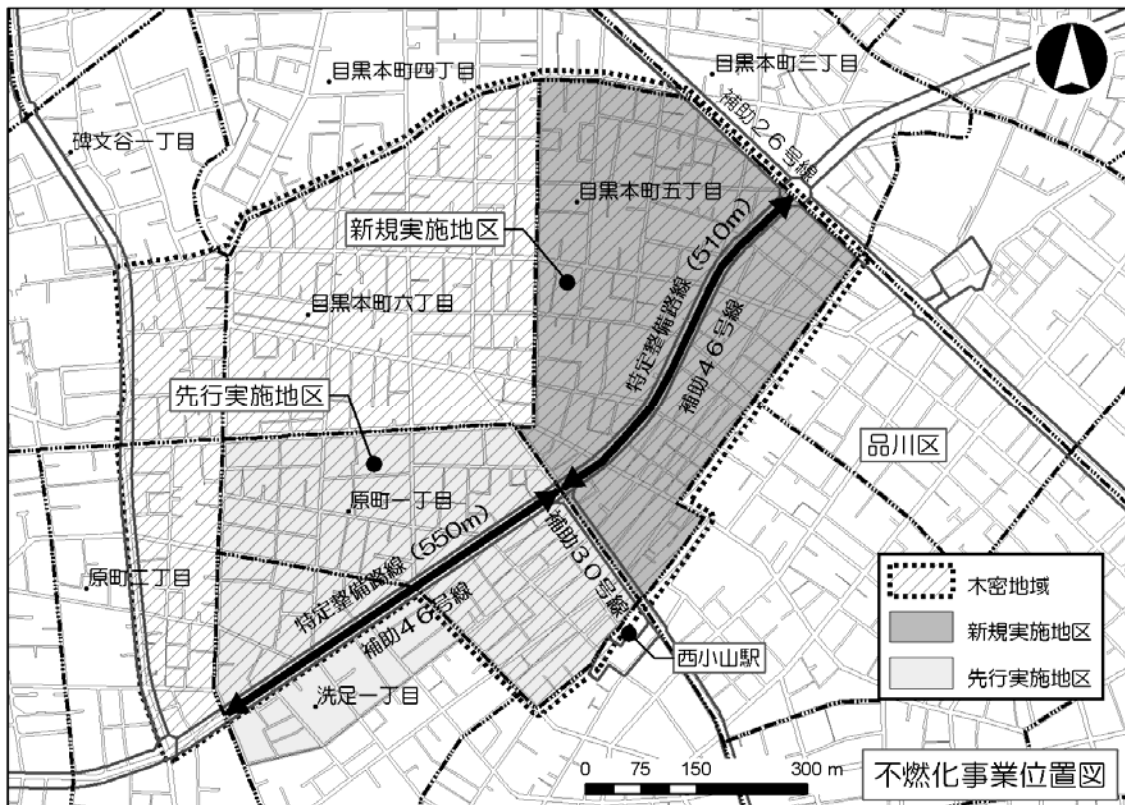 目黒本町三丁目
目黒本町四丁目
補助26号線
碑文谷一丁目
目黒本町五丁目
新規実施地区
特定整備路線（510m）
目黒本町六丁目
補助46号線
先行実施地区
品川区
原町一丁目
特定整備路線（550m）
補助30号線
原町二丁目
補助46号線
西小山駅
洗足一丁目
木密地域
新規実施地区
先行実施地区
0 75 150 300 m
不燃化事業位置図